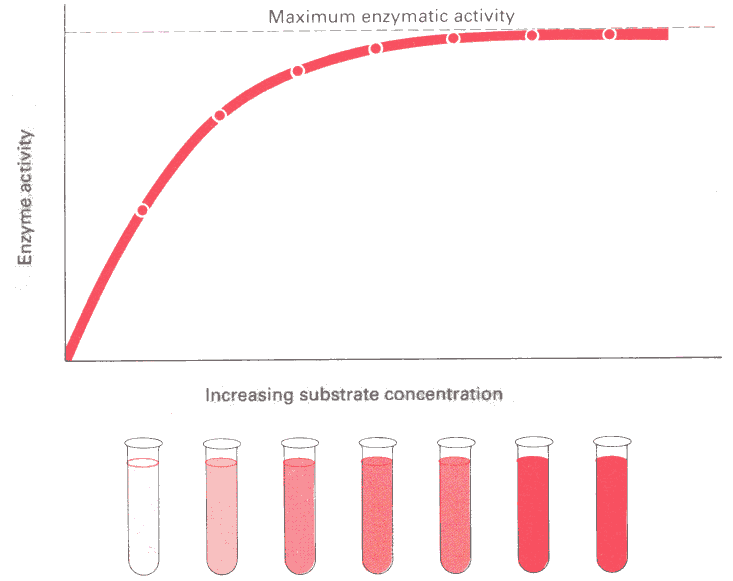 Maximum enzymatic activity
Enzyme activity
Increasing substrate concentration